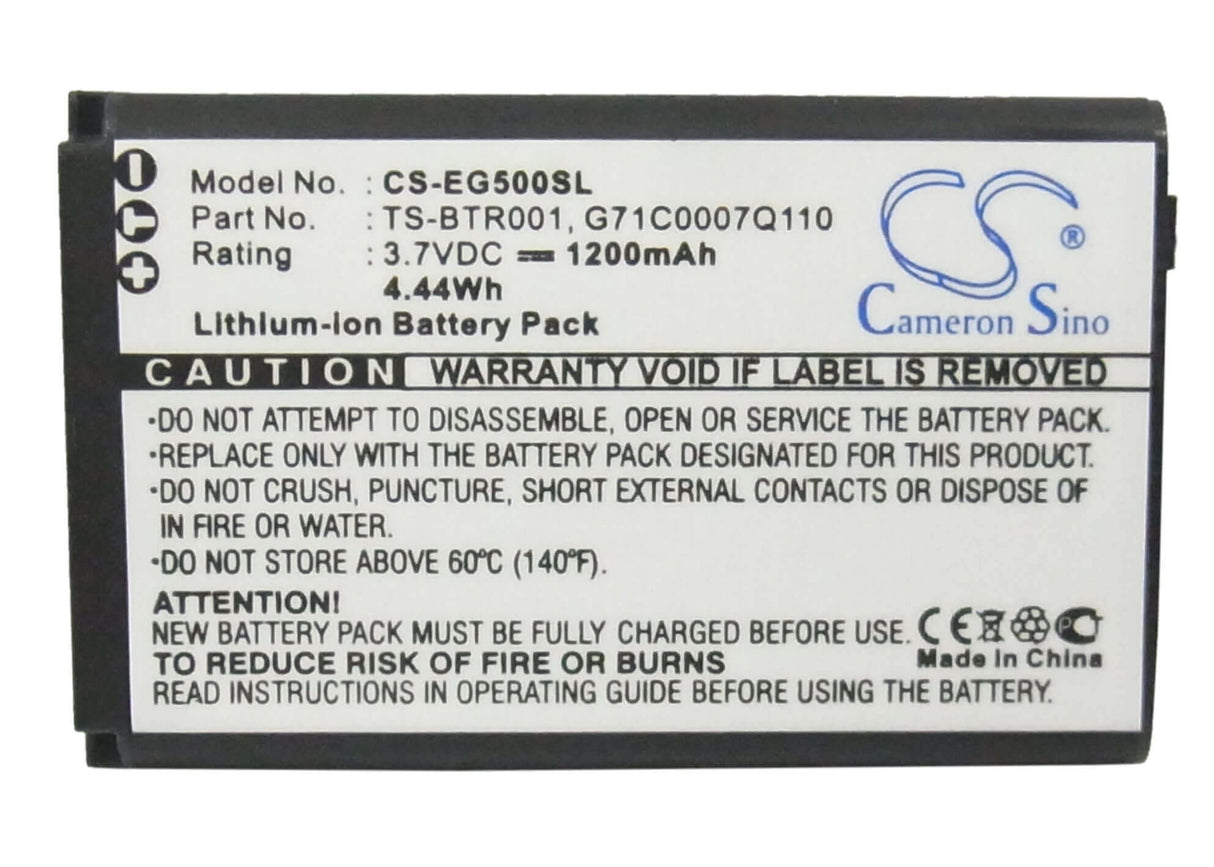 Model No. : CS-EG500SL
Part No. : TS-BTR001, G71C0007Q110
Rating : 3.7VDC ⎓ 1200mAh
4.44Wh
Lithium-ion Battery Pack
CS ®
Cameron Sino
CAUTION WARRANTY VOID IF LABEL IS REMOVED
•DO NOT ATTEMPT TO DISASSEMBLE, OPEN OR SERVICE THE BATTERY PACK.
•REPLACE ONLY WITH THE BATTERY PACK DESIGNATED FOR THIS PRODUCT.
•DO NOT CRUSH, PUNCTURE, SHORT EXTERNAL CONTACTS OR DISPOSE OF
IN FIRE OR WATER.
•DO NOT STORE ABOVE 60°C (140°F).
ATTENTION!
NEW BATTERY PACK MUST BE FULLY CHARGED BEFORE USE. CE
TO REDUCE RISK OF FIRE OR BURNS Made In China
READ INSTRUCTIONS IN OPERATING GUIDE BEFORE USING THE BATTERY.